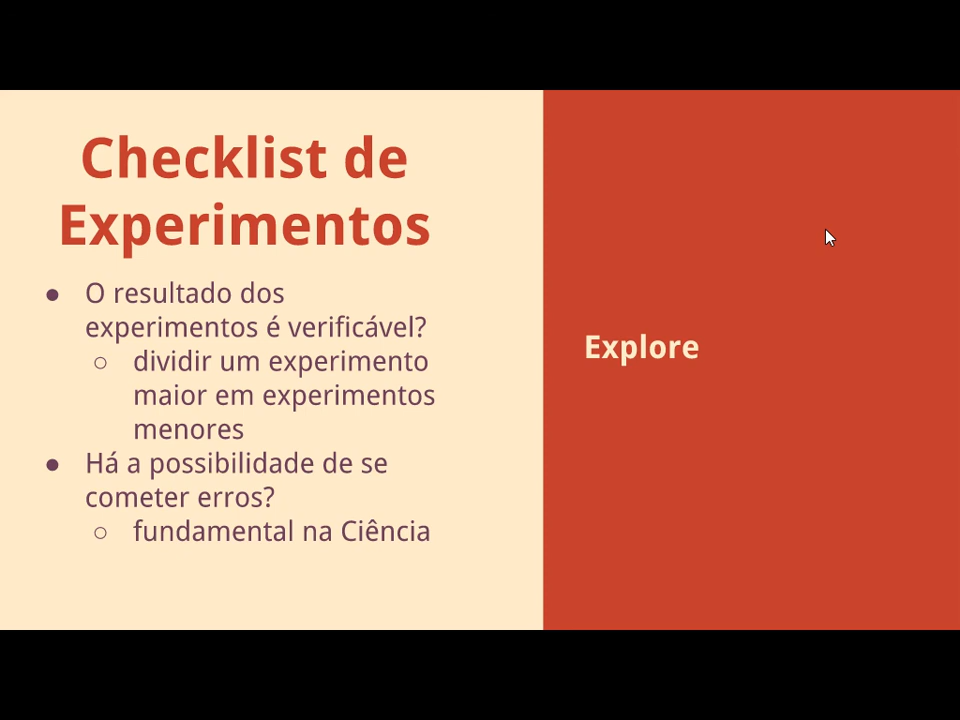 Checklist de
Experimentos
● O resultado dos
experimentos é verificável?
○ dividir um experimento
maior em experimentos
menores
● Há a possibilidade de se
cometer erros?
○ fundamental na Ciência
Explore